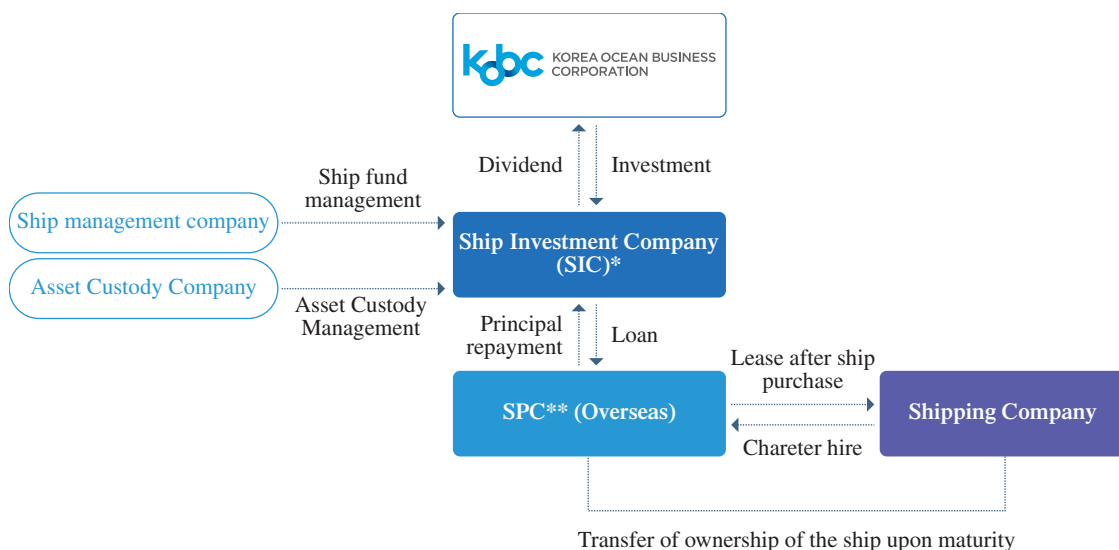 kobc KOREA OCEAN BUSINESS
CORPORATION
Dividend
Investment
Ship fund
management
Ship management company
Ship Investment Company
(SIC)*
Asset Custody Company
Asset Custody
Management
Principal
repayment
Loan
Lease after ship
purchase
SPC** (Overseas)
Shipping Company
Chareter hire
Transfer of ownership of the ship upon maturity